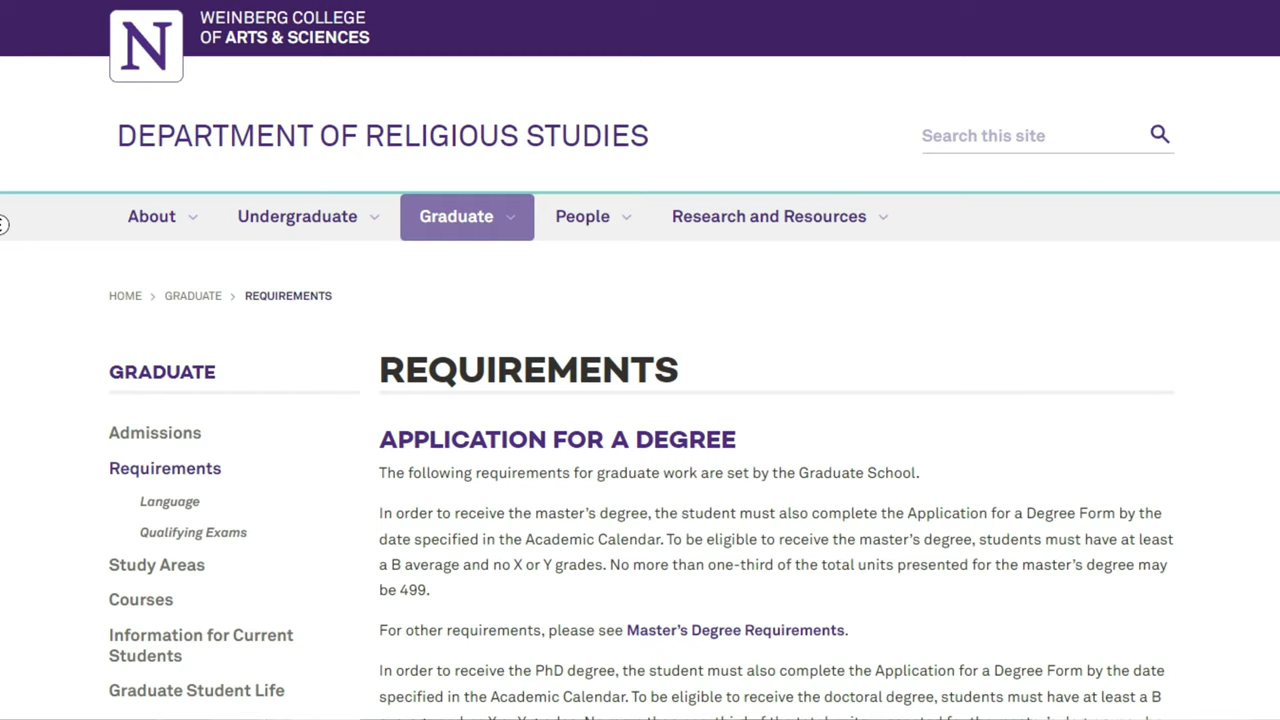 N
WEINBERG COLLEGE
OF ARTS & SCIENCES
DEPARTMENT OF RELIGIOUS STUDIES
Search this site
About Undergraduate Graduate People Research and Resources
HOME > GRADUATE > REQUIREMENTS
GRADUATE
Admissions
Requirements
Language
Qualifying Exams
Study Areas
Courses
Information for Current
Students
Graduate Student Life
REQUIREMENTS
APPLICATION FOR A DEGREE
The following requirements for graduate work are set by the Graduate School.
In order to receive the master’s degree, the student must also complete the Application for a Degree Form by the
date specified in the Academic Calendar. To be eligible to receive the master’s degree, students must have at least
a B average and no X or Y grades. No more than one-third of the total units presented for the master’s degree may
be 499.
For other requirements, please see Master’s Degree Requirements.
In order to receive the PhD degree, the student must also complete the Application for a Degree Form by the date
specified in the Academic Calendar. To be eligible to receive the doctoral degree, students must have at least a B